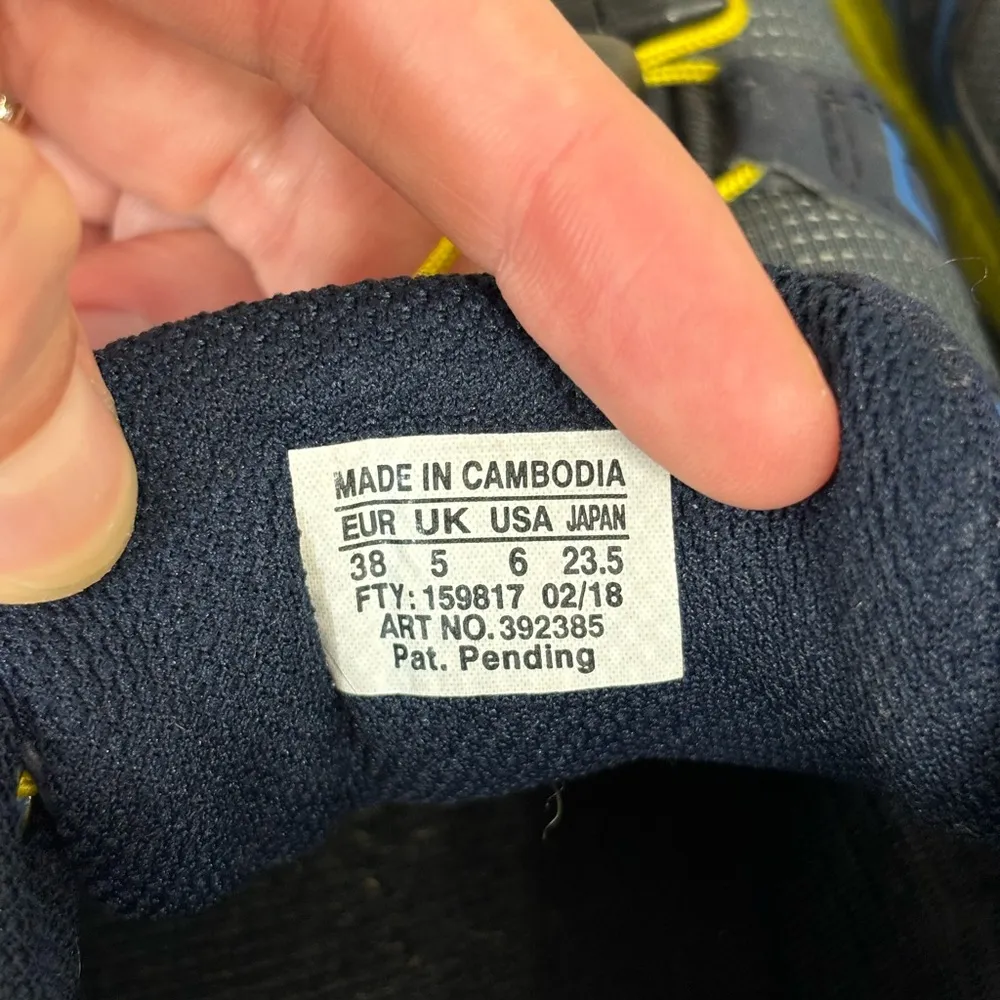 MADE IN CAMBODIA
EUR UK USA JAPAN
38 5 6 23.5
FTY: 159817 02/18
ART NO. 392385
Pat. Pending